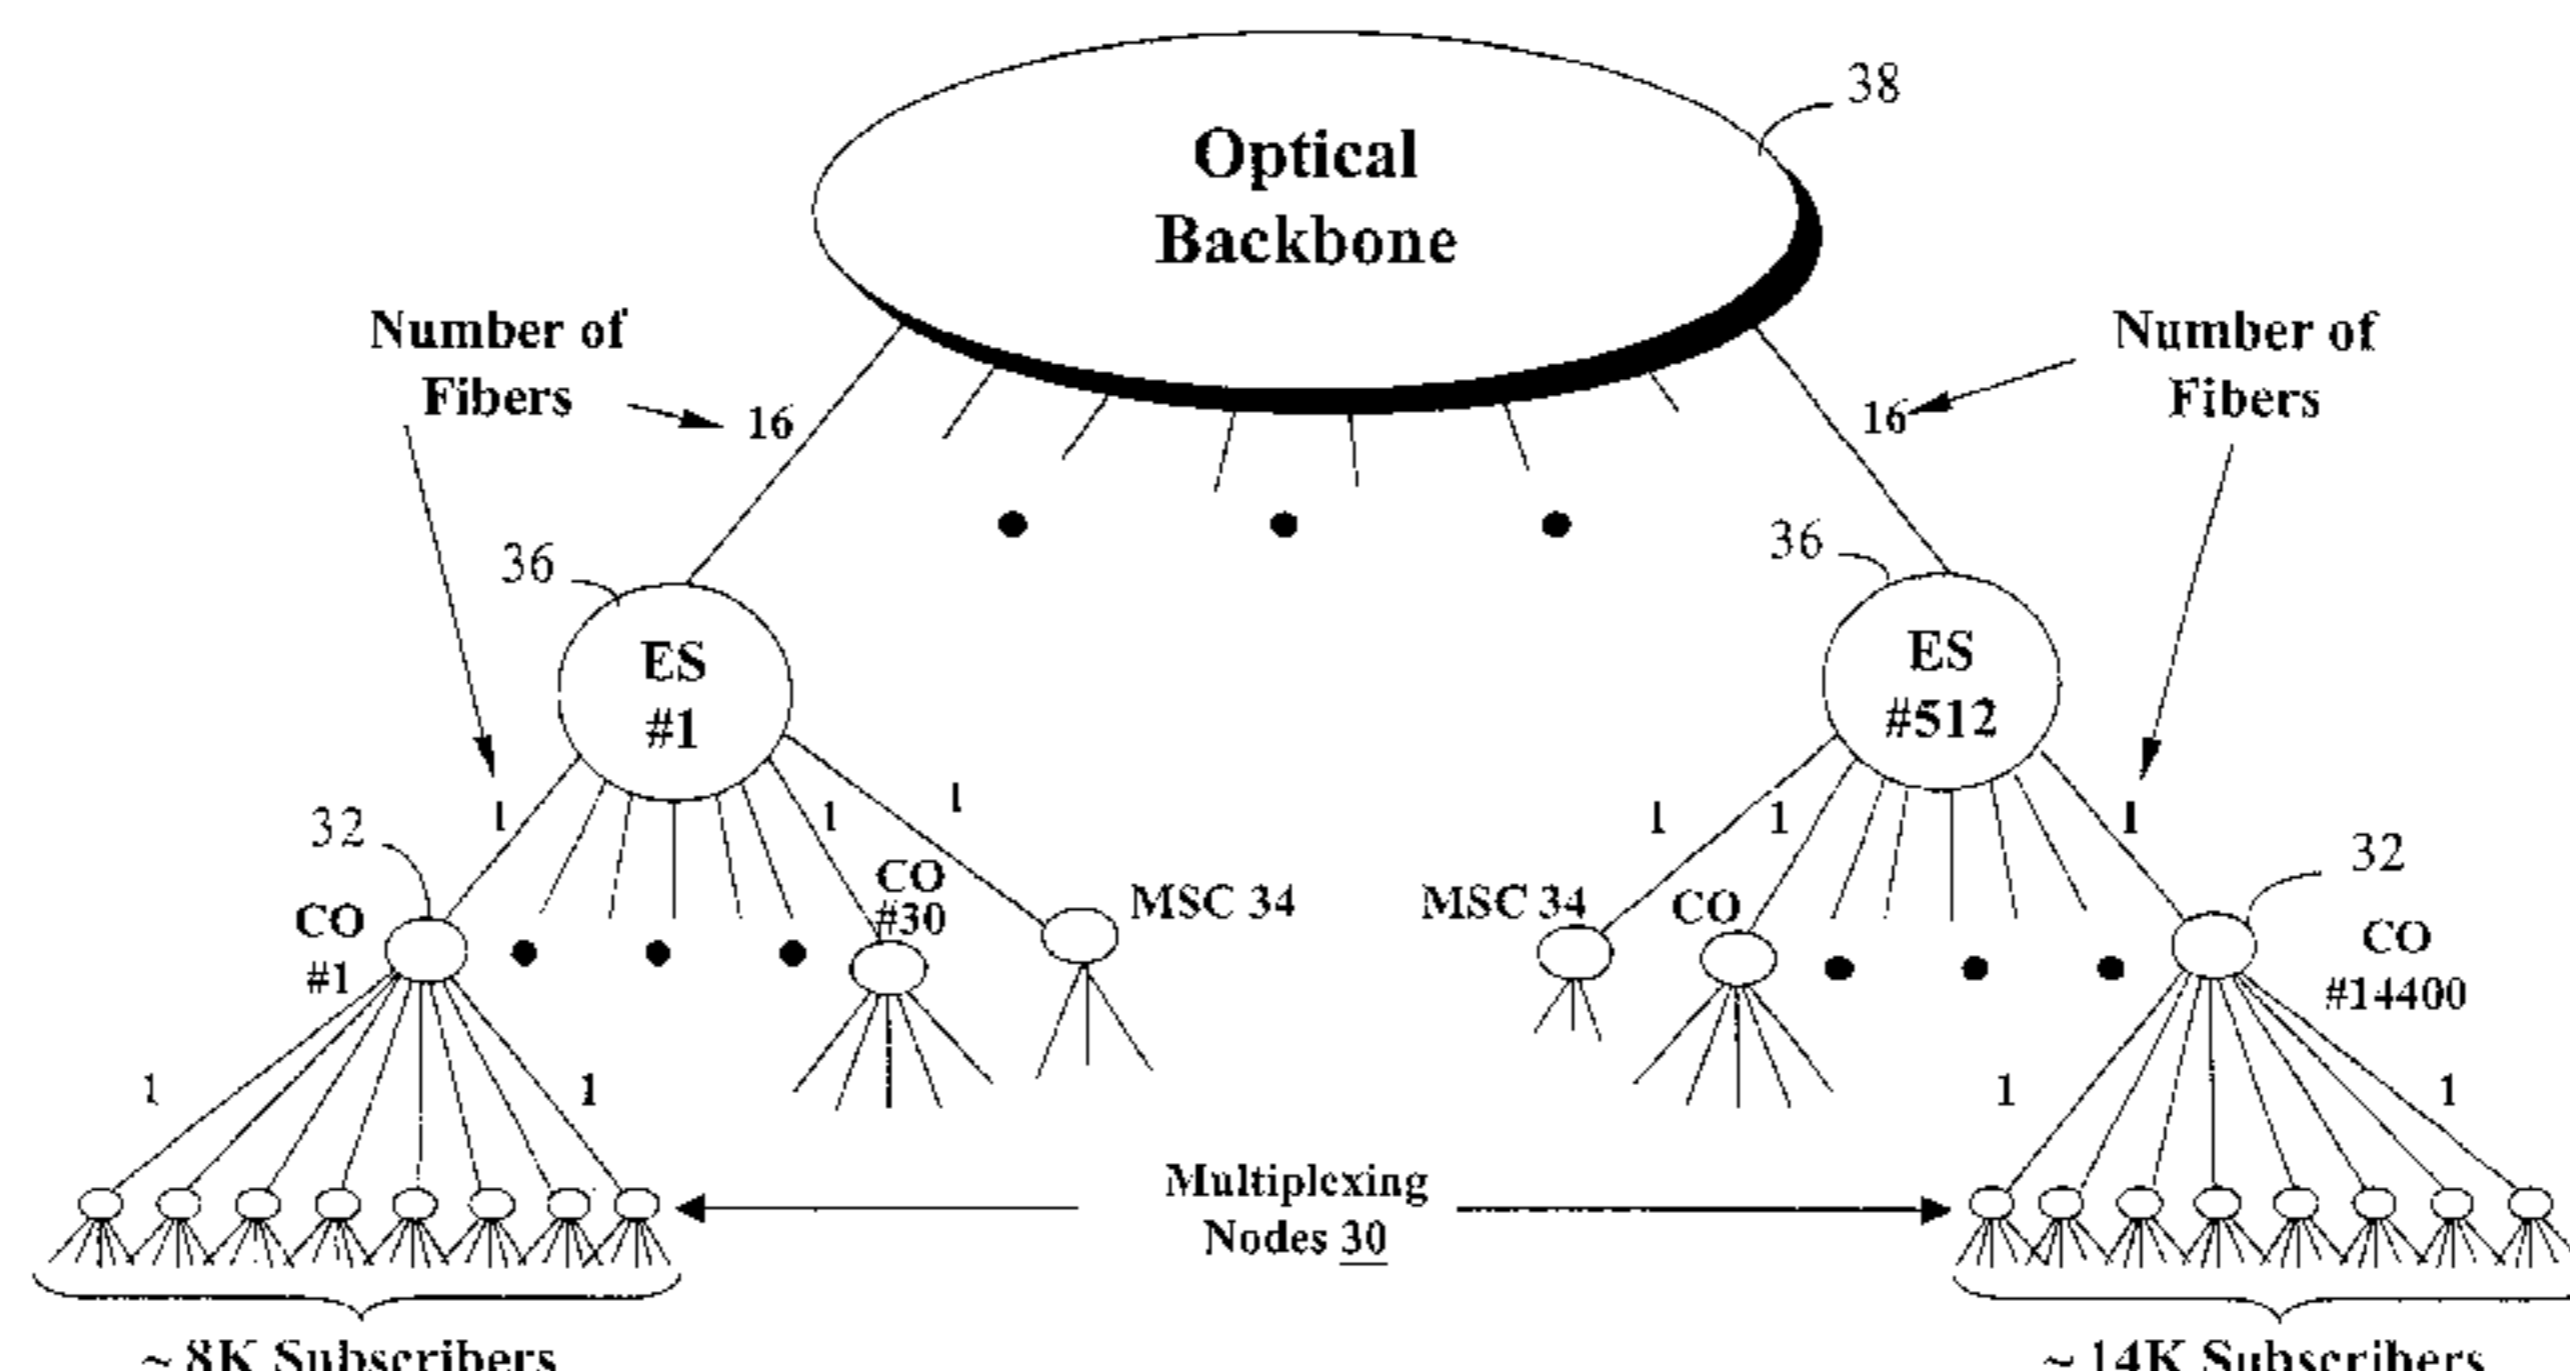 38
Optical
Backbone
Number of
Fibers
Number of
Fibers
16
16
36
36
ES
#1
ES
#512
1
1
1
1
1
1
32
32
CO
#1
CO
#30
MSC 34
MSC 34
CO
CO
#14400
1
1
1
1
Multiplexing
Nodes 30
~ 8K Subscribers
~ 14K Subscribers